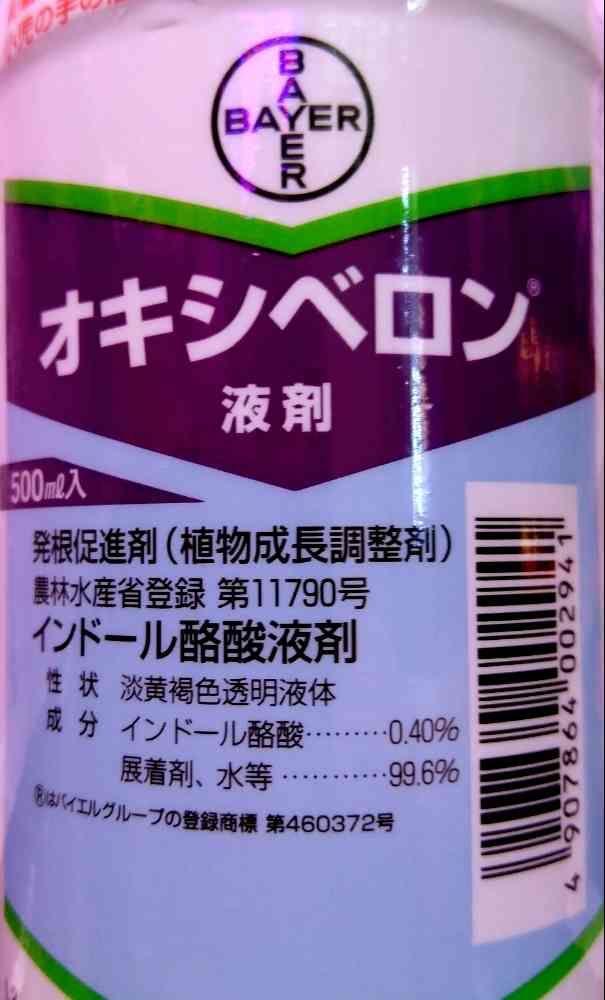 BAYER
BAYER
オキシベロン®
液剤
500mℓ入
発根促進剤(植物成長調整剤)
農林水産省登録 第11790号
インドール酪酸液剤
性状 淡黄褐色透明液体
成分 インドール酪酸………0.40%
展着剤、水等…………99.6%
®はバイエルグループの登録商標 第460372号
4907864002941